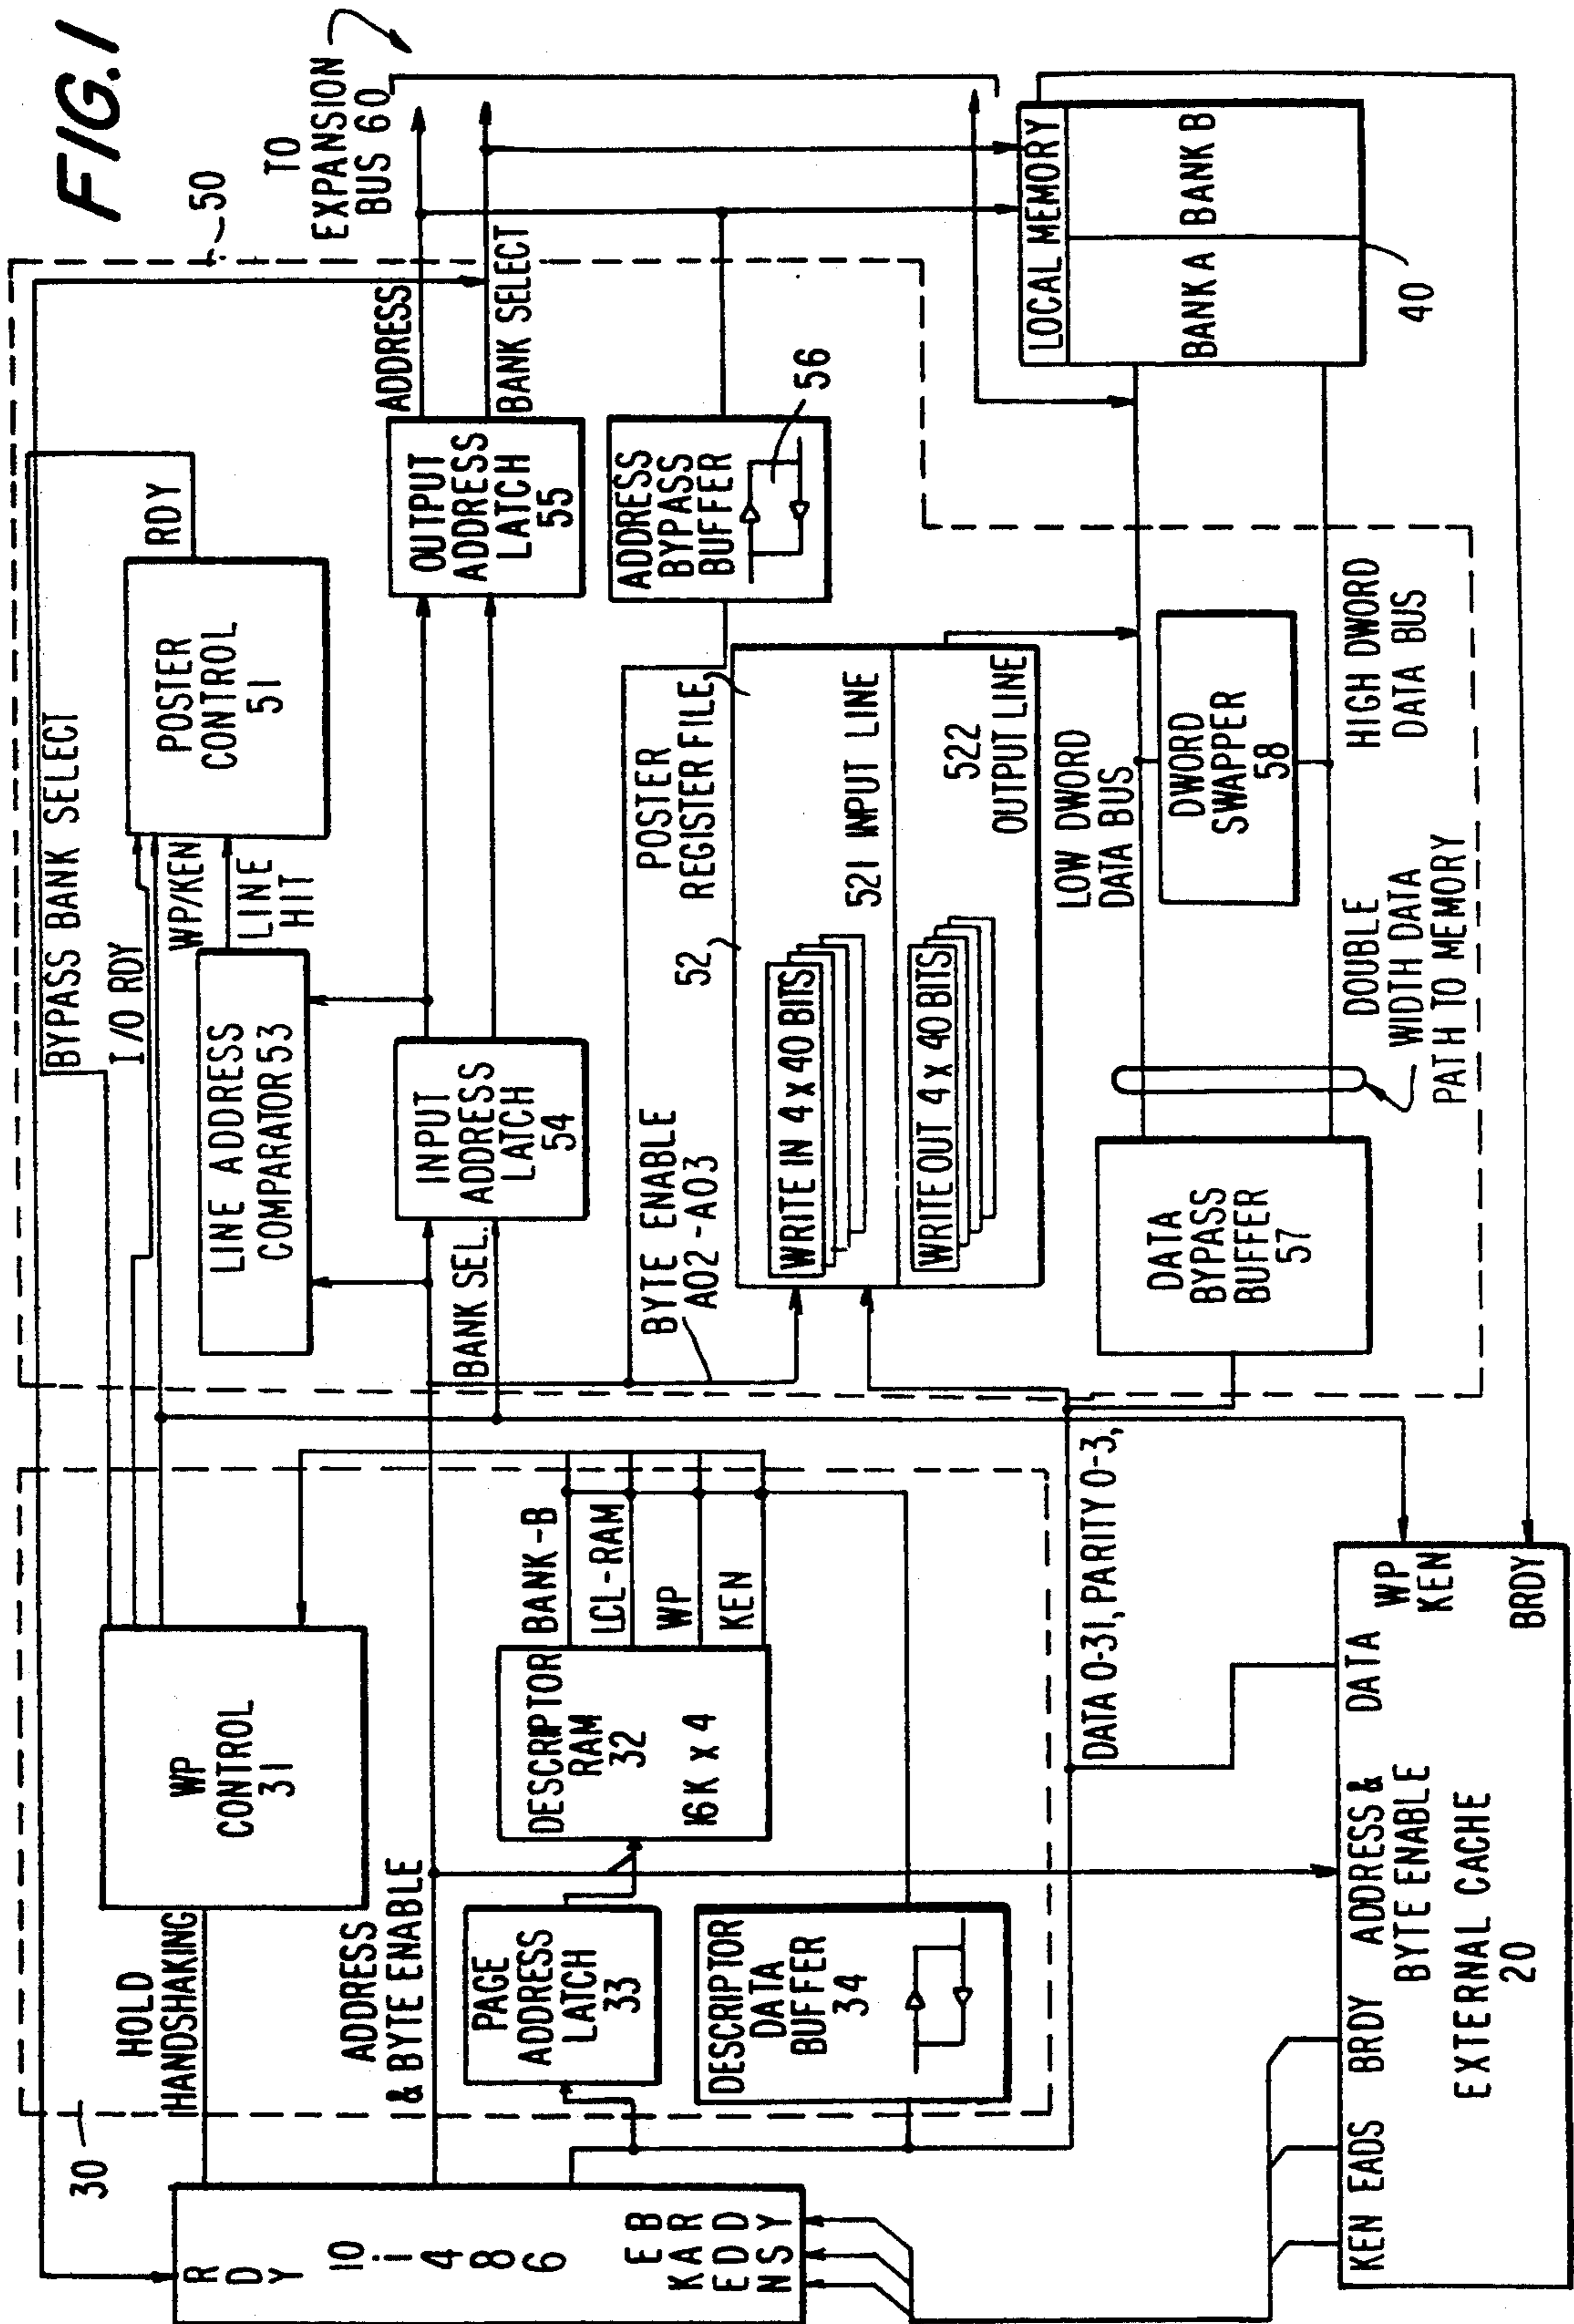 FIG. 1
TO
EXPANSION
BUS 60
50
30
HOLD
HANDSHAKING
WP
CONTROL
31
BYPASS BANK SELECT
I/O RDY
WP/KEN
LINE
HIT
LINE ADDRESS
COMPARATOR 53
POSTER
CONTROL
51
RDY
ADDRESS
& BYTE ENABLE
BANK SEL.
INPUT
ADDRESS
LATCH
54
OUTPUT
ADDRESS
LATCH
55
ADDRESS
BANK SELECT
ADDRESS
BYPASS
BUFFER
56
RDY
10
i486
KEN
EADS
BRDY
PAGE
ADDRESS
LATCH
33
DESCRIPTOR
RAM
32
16K x 4
BANK-B
LCL-RAM
WP
KEN
DESCRIPTOR
DATA
BUFFER
34
BYTE ENABLE
A02-A03
POSTER
REGISTER FILE
52
WRITE IN 4 x 40 BITS
521 INPUT LINE
WRITE OUT 4 x 40 BITS
522
OUTPUT LINE
LOCAL MEMORY
BANK A
BANK B
40
DATA 0-31, PARITY 0-3,
DATA
BYPASS
BUFFER
57
LOW DWORD
DATA BUS
DWORD
SWAPPER
58
HIGH DWORD
DATA BUS
DOUBLE
WIDTH DATA
PATH TO MEMORY
KEN EADS BRDY
ADDRESS &
BYTE ENABLE
DATA
WP
KEN
BRDY
EXTERNAL CACHE
20